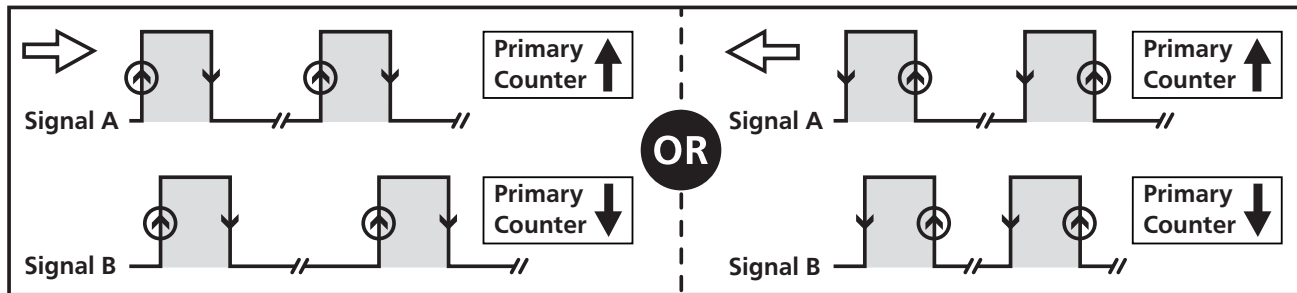 Primary
Counter
Signal A
Primary
Counter
Signal B
OR
Primary
Counter
Signal A
Primary
Counter
Signal B